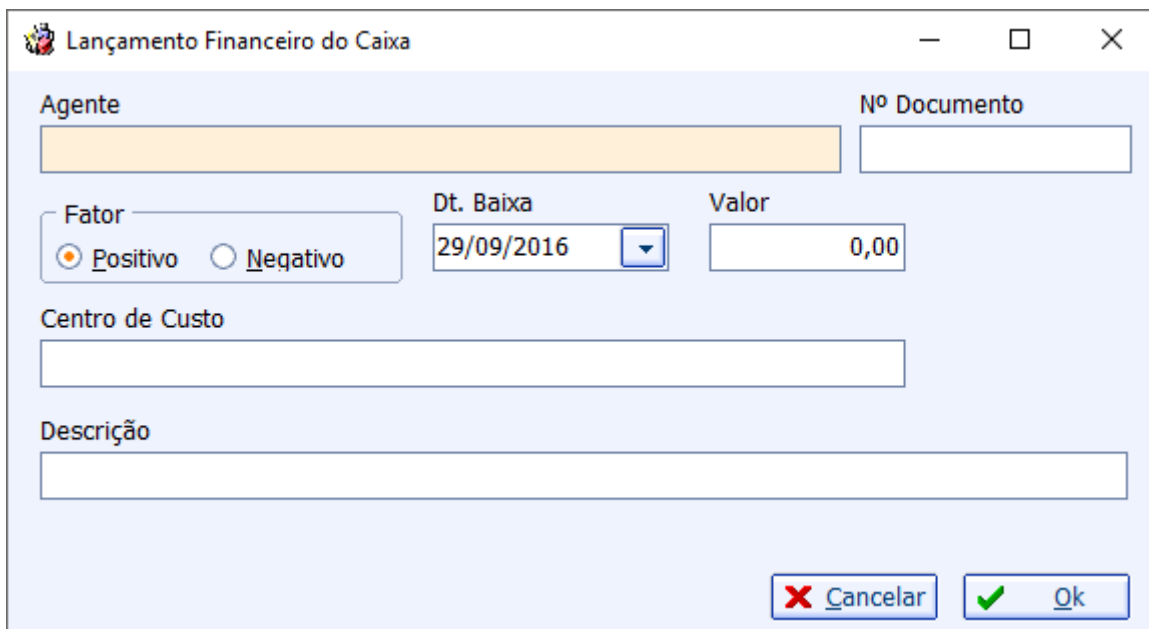 Lançamento Financeiro do Caixa
Agente
Nº Documento
Fator
Positivo
Negativo
Dt. Baixa
29/09/2016
Valor
0,00
Centro de Custo
Descrição
Cancelar
Ok